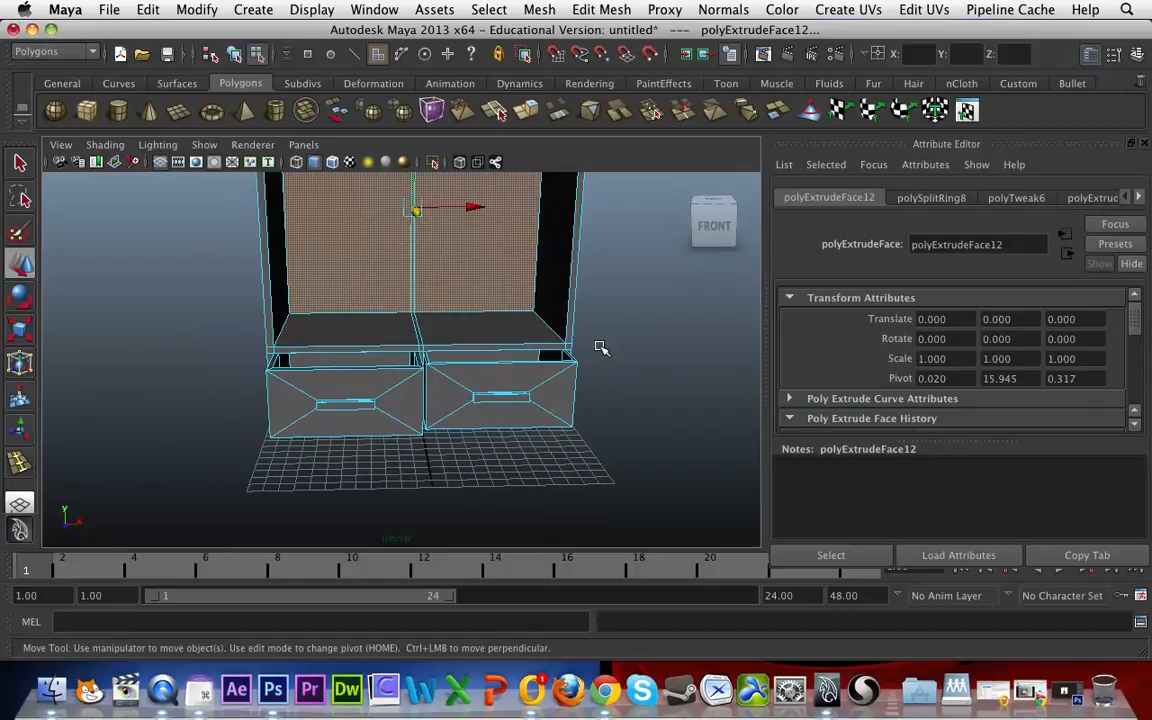 Maya File Edit Modify Create Display Window Assets Select Mesh Edit Mesh Proxy Normals Color Create UVs Edit UVs Pipeline Cache Help
Autodesk Maya 2013 x64 - Educational Version: untitled* --- polyExtrudeFace12...
Polygons X: Y: Z:
General Curves Surfaces Polygons Subdivs Deformation Animation Dynamics Rendering PaintEffects Toon Muscle Fluids Fur Hair nCloth Custom Bullet
View Shading Lighting Show Renderer Panels
Attribute Editor
List Selected Focus Attributes Show Help
polyExtrudeFace12 polySplitRing8 polyTweak6 polyExtrud
FRONT
Focus
polyExtrudeFace: polyExtrudeFace12 Presets
Show Hide
Transform Attributes
Translate 0.000 0.000 0.000
Rotate 0.000 0.000 0.000
Scale 1.000 1.000 1.000
Pivot 0.020 15.945 0.317
Poly Extrude Curve Attributes
Poly Extrude Face History
Notes: polyExtrudeFace12
y
x
persp
Select Load Attributes Copy Tab
1 2 4 6 8 10 12 14 16 18 20
1.00 1.00 1 24 24.00 48.00 No Anim Layer No Character Set
MEL
Move Tool: Use manipulator to move object(s). Use edit mode to change pivot (HOME). Ctrl+LMB to move perpendicular.
Ae Ps Pr Dw